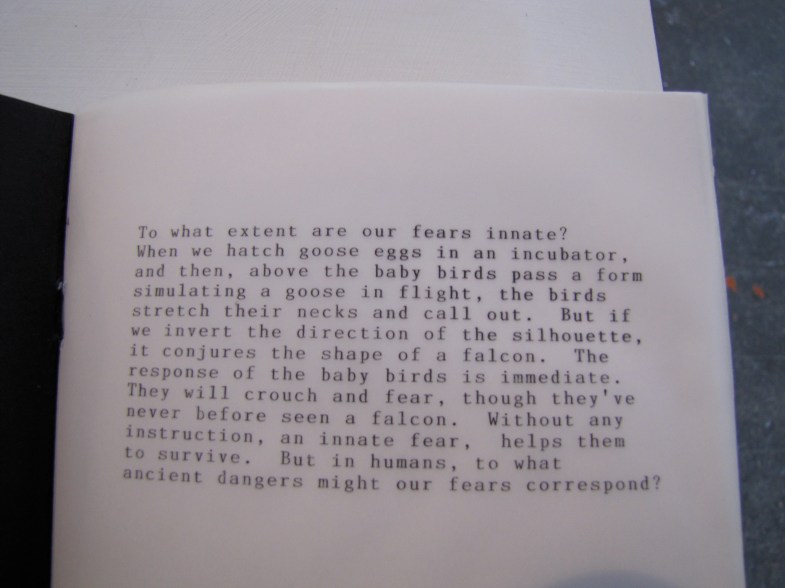 To what extent are our fears innate?
When we hatch goose eggs in an incubator,
and then, above the baby birds pass a form
simulating a goose in flight, the birds
stretch their necks and call out.  But if
we invert the direction of the silhouette,
it conjures the shape of a falcon.  The
response of the baby birds is immediate.
They will crouch and fear, though they've
never before seen a falcon.  Without any
instruction, an innate fear,  helps them
to survive.  But in humans, to what
ancient dangers might our fears correspond?